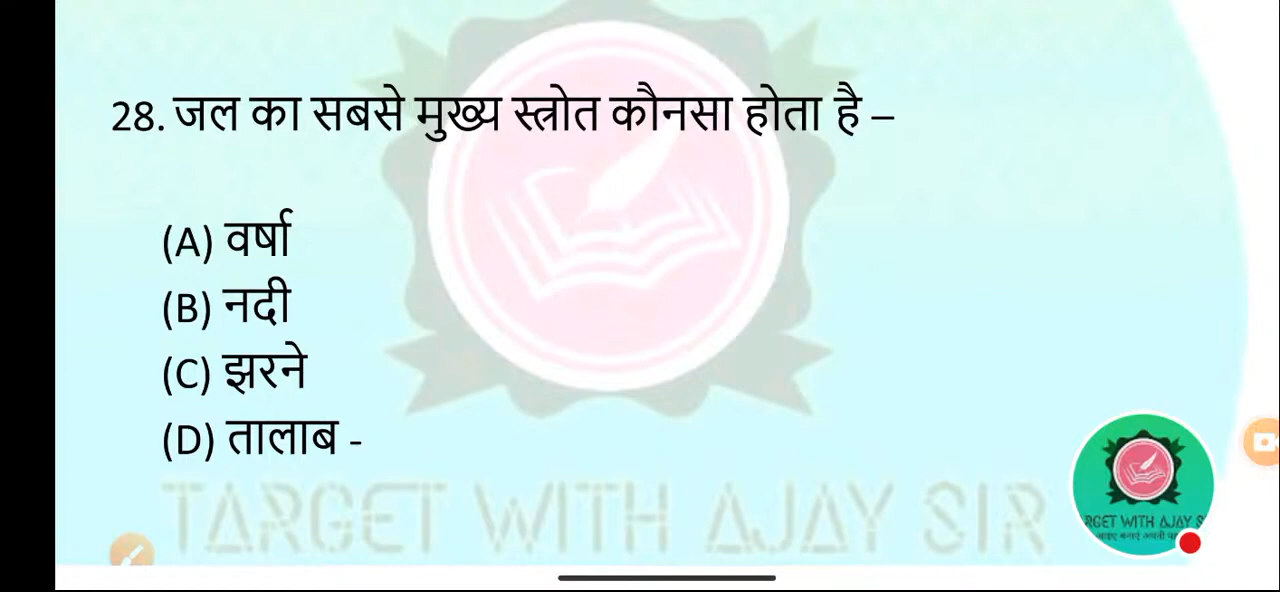 28. जल का सबसे मुख्य स्त्रोत कौनसा होता है –
(A) वर्षा
(B) नदी
(C) झरने
(D) तालाब -
TARGET WITH AJAY SIR
RGET WITH AJAY S